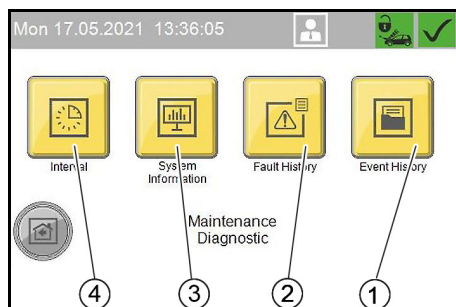 Mon 17.05.2021 13:36:05
Interval
System
Information
Fault History
Event History
Maintenance
Diagnostic
4
3
2
1